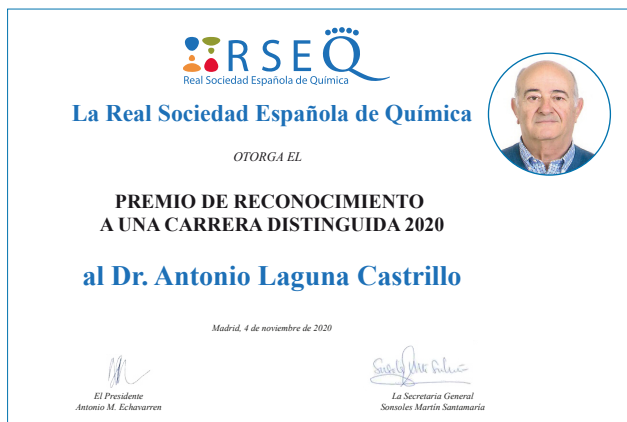 RSEQ
Real Sociedad Española de Química
La Real Sociedad Española de Química
OTORGA EL
PREMIO DE RECONOCIMIENTO
A UNA CARRERA DISTINGUIDA 2020
al Dr. Antonio Laguna Castrillo
Madrid, 4 de noviembre de 2020
El Presidente
Antonio M. Echavarren
La Secretaria General
Sonsoles Martín Santamaría